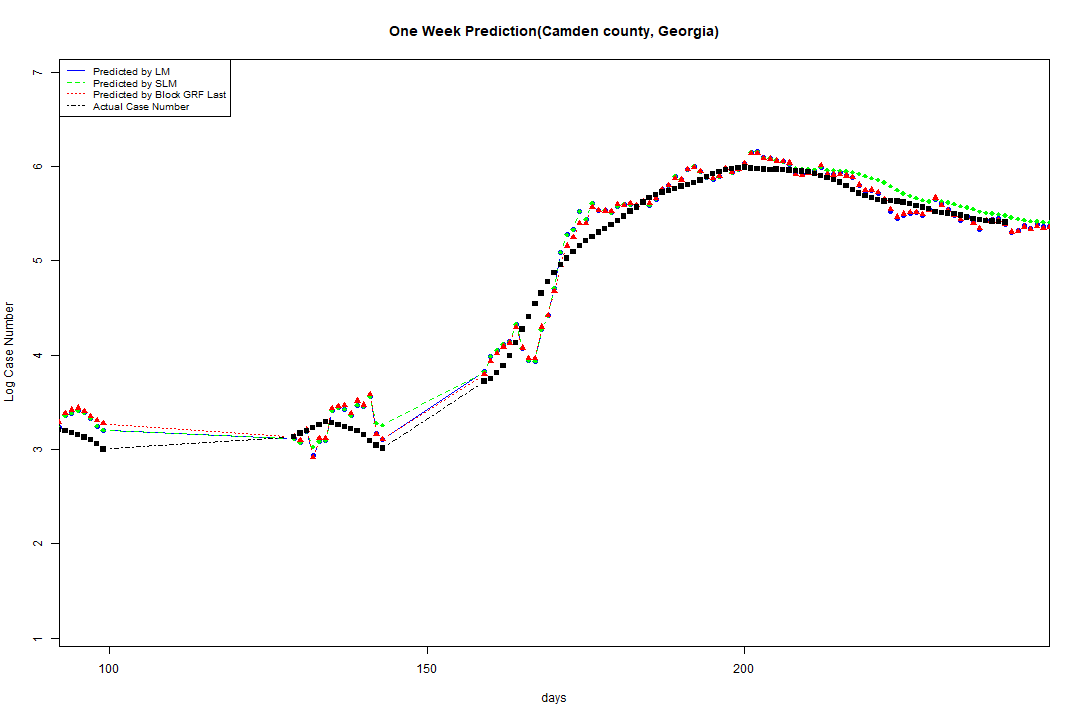 One Week Prediction(Camden county, Georgia)
Predicted by LM
Predicted by SLM
Predicted by Block GRF Last
Actual Case Number
7
6
5
4
3
2
1
Log Case Number
100
150
200
days